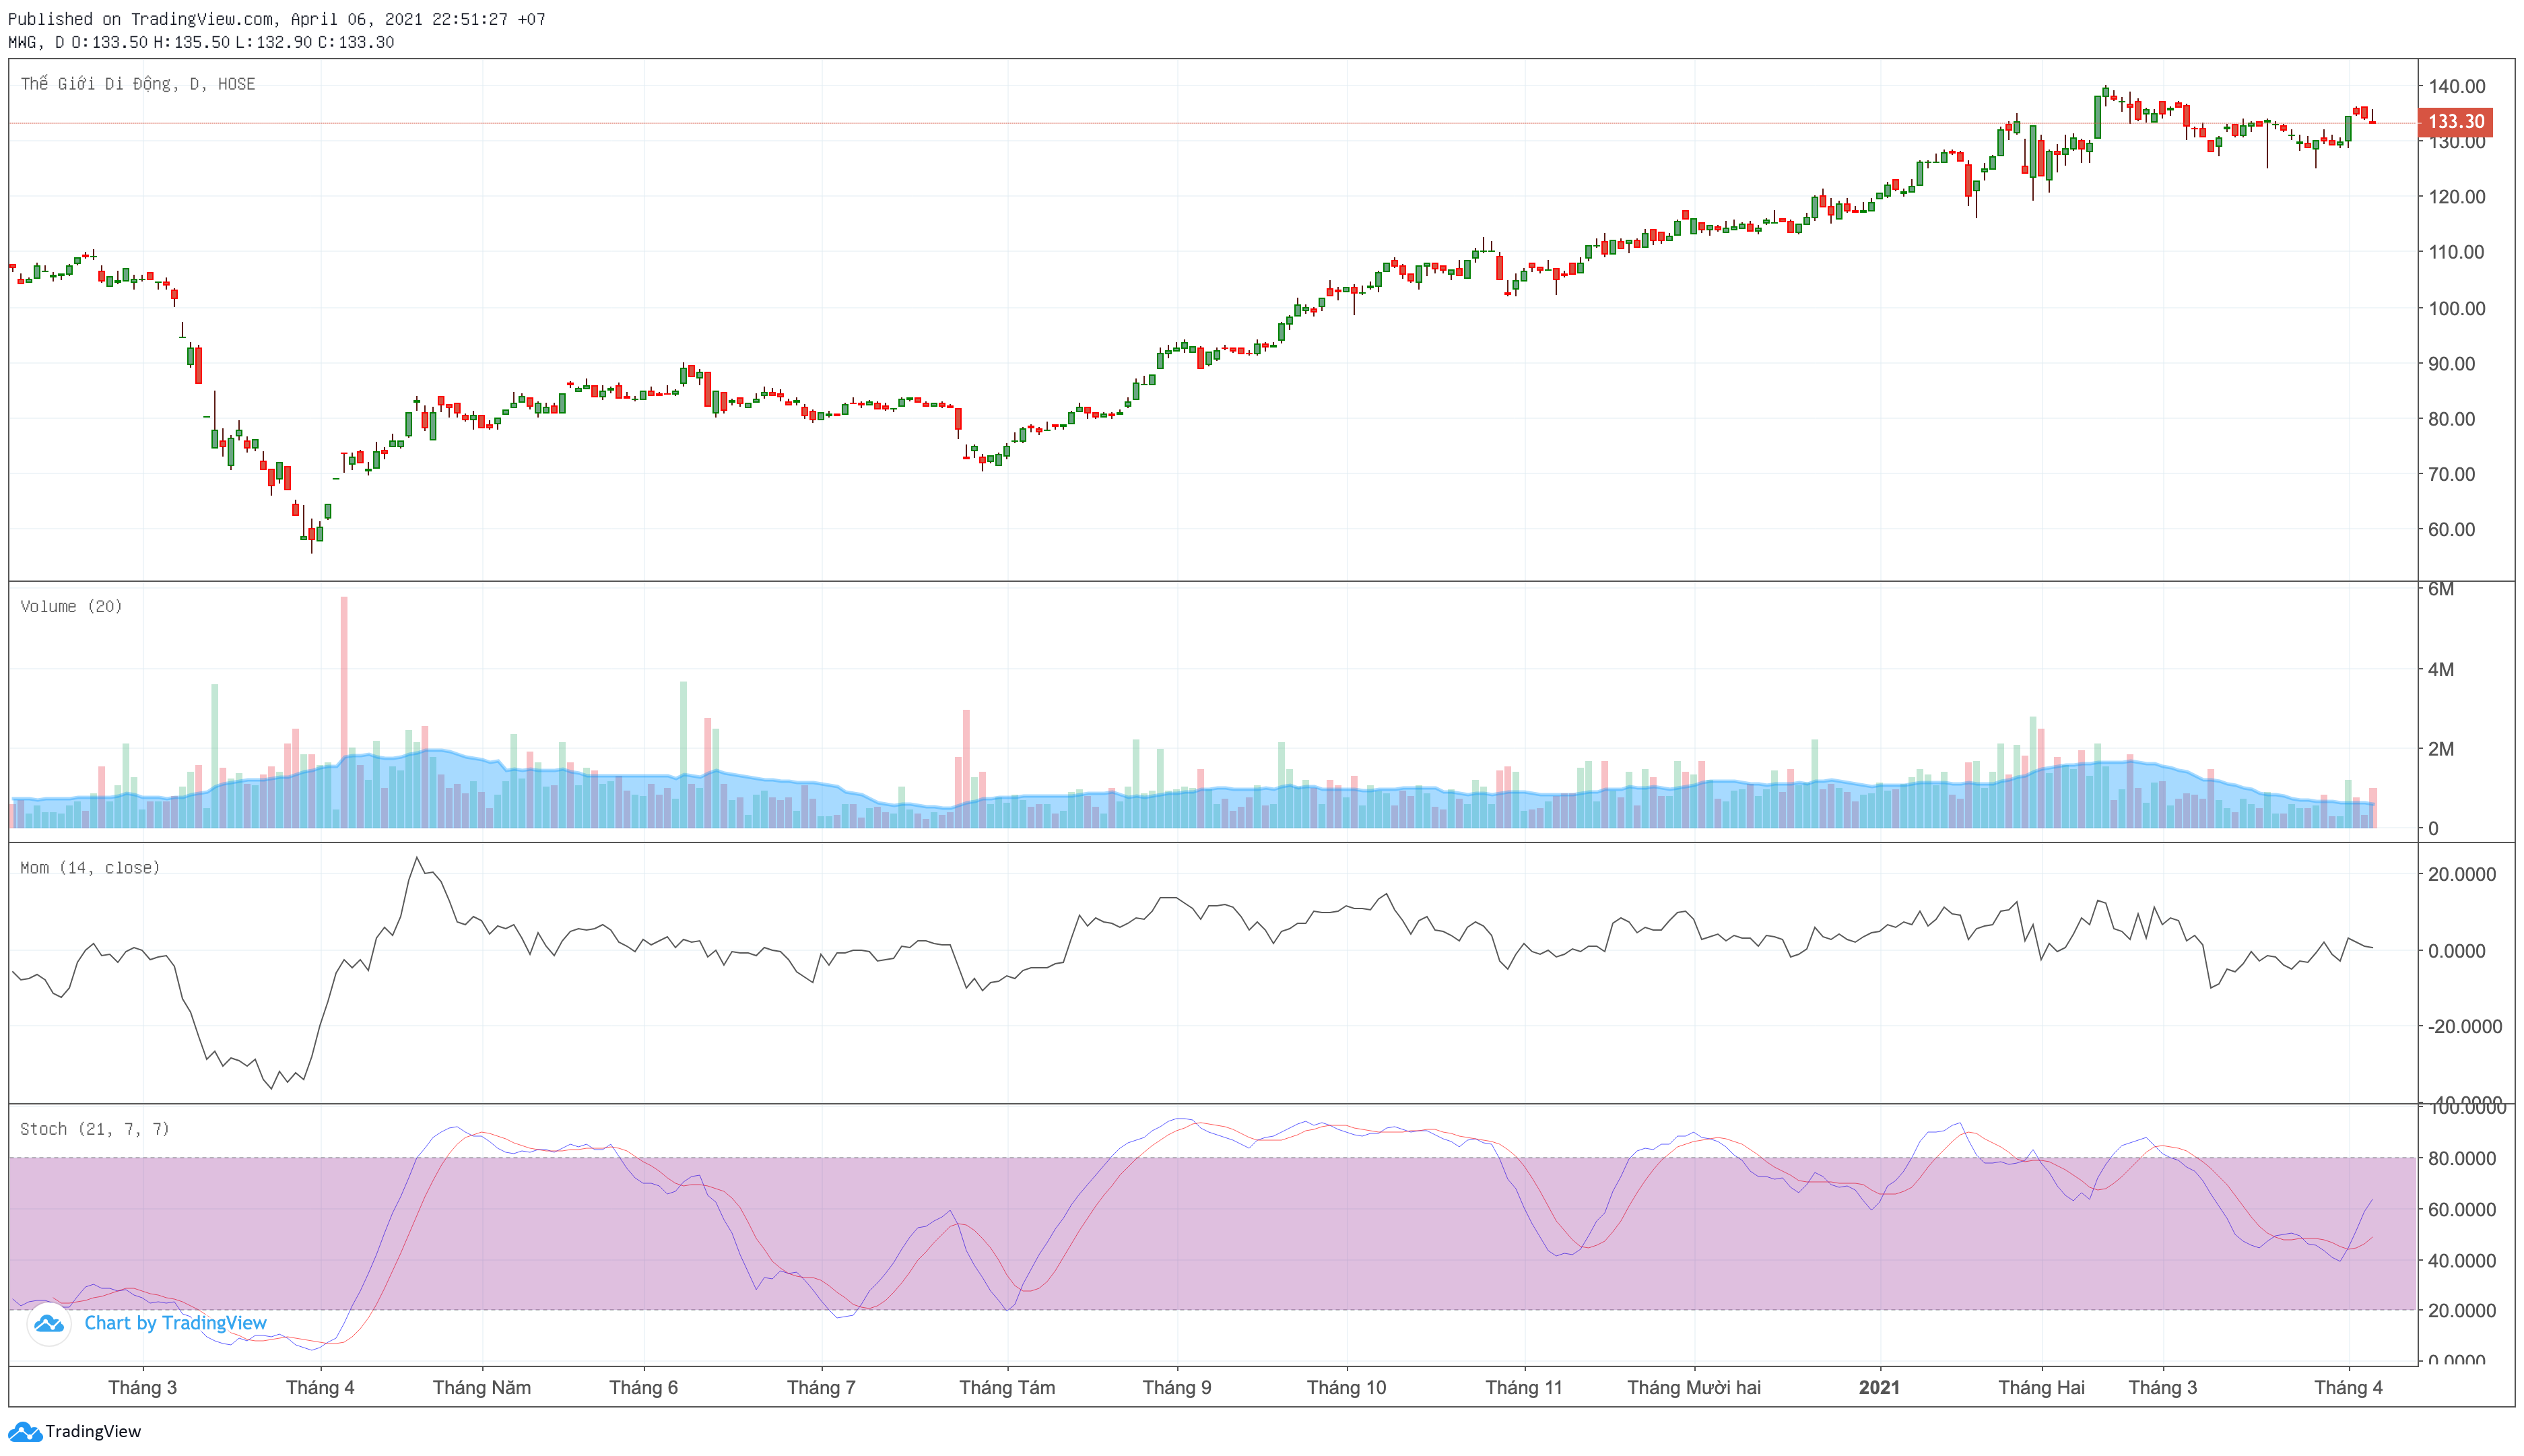 Published on TradingView.com, April 06, 2021 22:51:27 +07
MWG, D O:133.50 H:135.50 L:132.90 C:133.30
Thế Giới Di Động, D, HOSE
140.00
133.30
130.00
120.00
110.00
100.00
90.00
80.00
70.00
60.00
Volume (20)
6M
4M
2M
0
Mom (14, close)
20.0000
0.0000
-20.0000
-40.0000
Stoch (21, 7, 7)
100.0000
80.0000
60.0000
40.0000
20.0000
0.0000
Chart by TradingView
Tháng 3 Tháng 4 Tháng Năm Tháng 6 Tháng 7 Tháng Tám Tháng 9 Tháng 10 Tháng 11 Tháng Mười hai 2021 Tháng Hai Tháng 3 Tháng 4
TradingView